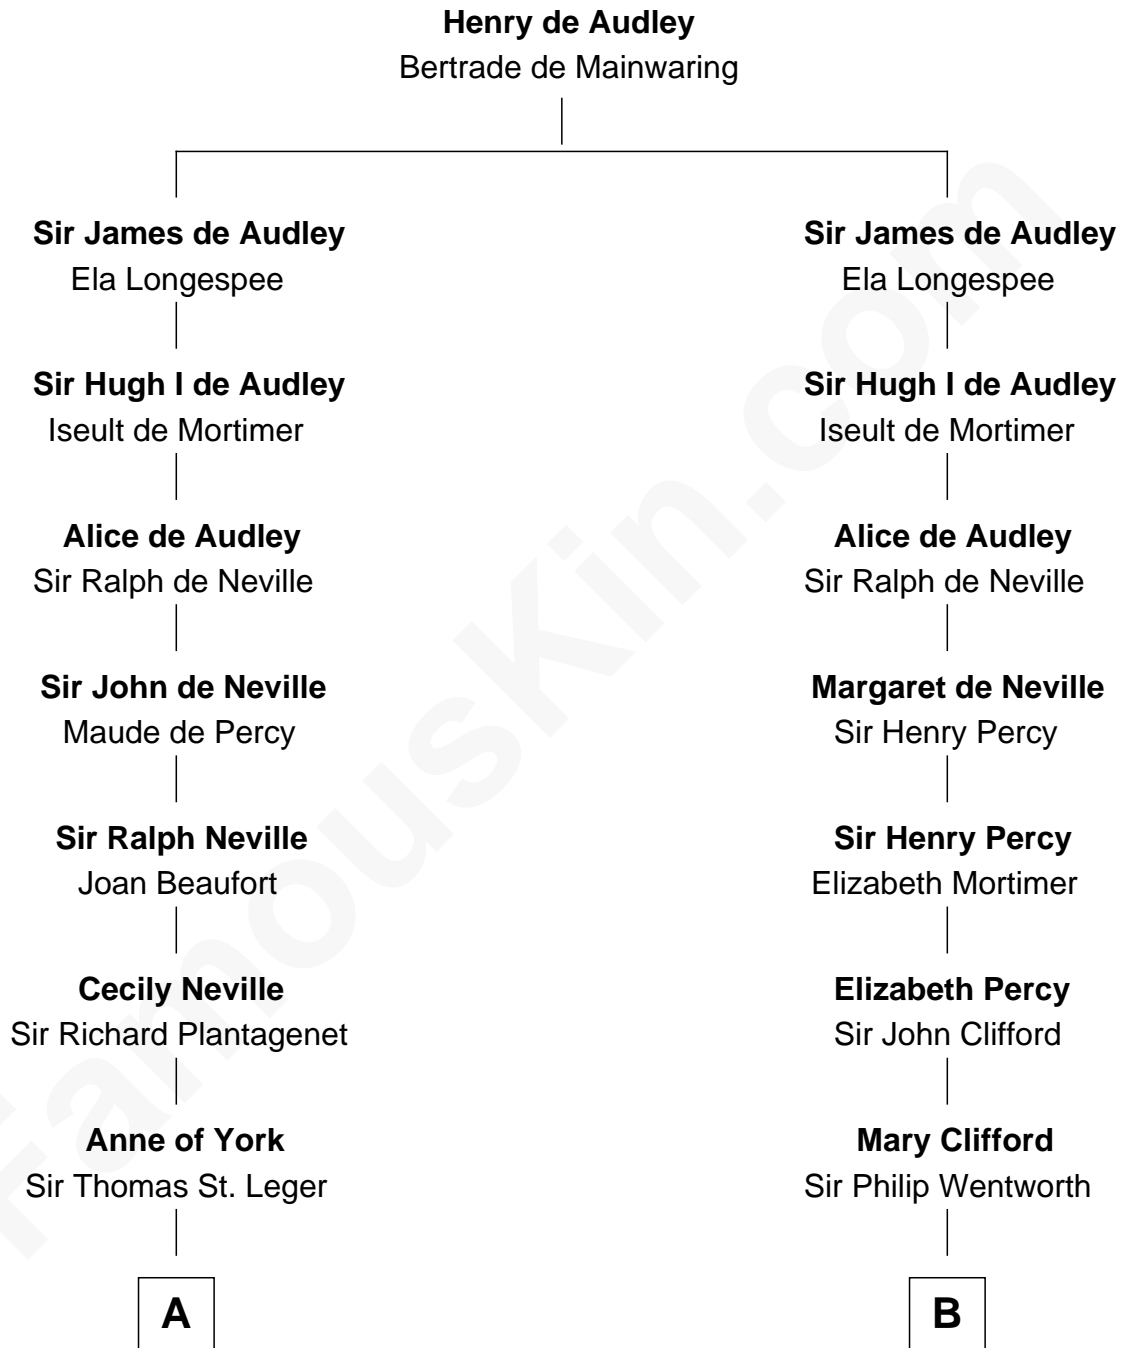 Henry de Audley
Bertrade de Mainwaring
Sir James de Audley
Ela Longespee
Sir James de Audley
Ela Longespee
Sir Hugh I de Audley
Iseult de Mortimer
Sir Hugh I de Audley
Iseult de Mortimer
Alice de Audley
Sir Ralph de Neville
Alice de Audley
Sir Ralph de Neville
Sir John de Neville
Maude de Percy
Margaret de Neville
Sir Henry Percy
Sir Ralph Neville
Joan Beaufort
Sir Henry Percy
Elizabeth Mortimer
Cecily Neville
Sir Richard Plantagenet
Elizabeth Percy
Sir John Clifford
Anne of York
Sir Thomas St. Leger
Mary Clifford
Sir Philip Wentworth
A
B
FamousKin.com